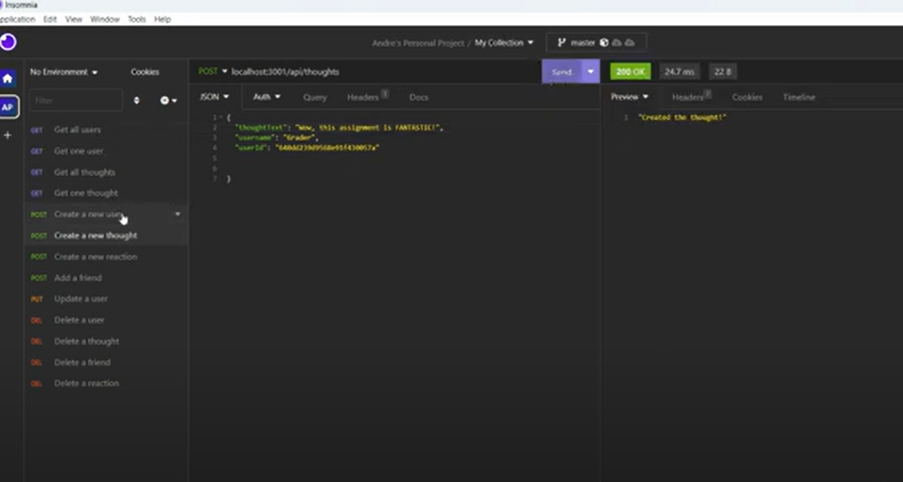 Insomnia
pplication Edit View Window Tools Help
Andre's Personal Project / My Collection master
No Environment Cookies
POST localhost:3001/api/thoughts Send
200 OK 24.7 ms 22 B
AP
Filter
JSON Auth Query Headers 1 Docs
Preview Headers 7 Cookies Timeline
GET Get all users
GET Get one user
GET Get all thoughts
GET Get one thought
POST Create a new user
POST Create a new thought
POST Create a new reaction
POST Add a friend
PUT Update a user
DEL Delete a user
DEL Delete a thought
DEL Delete a friend
DEL Delete a reaction
1 {
2 "thoughtText": "Wow, this assignment is FANTASTIC!",
3 "username": "Grader",
4 "userId":
5
6
7 }
1 "Created the thought!"